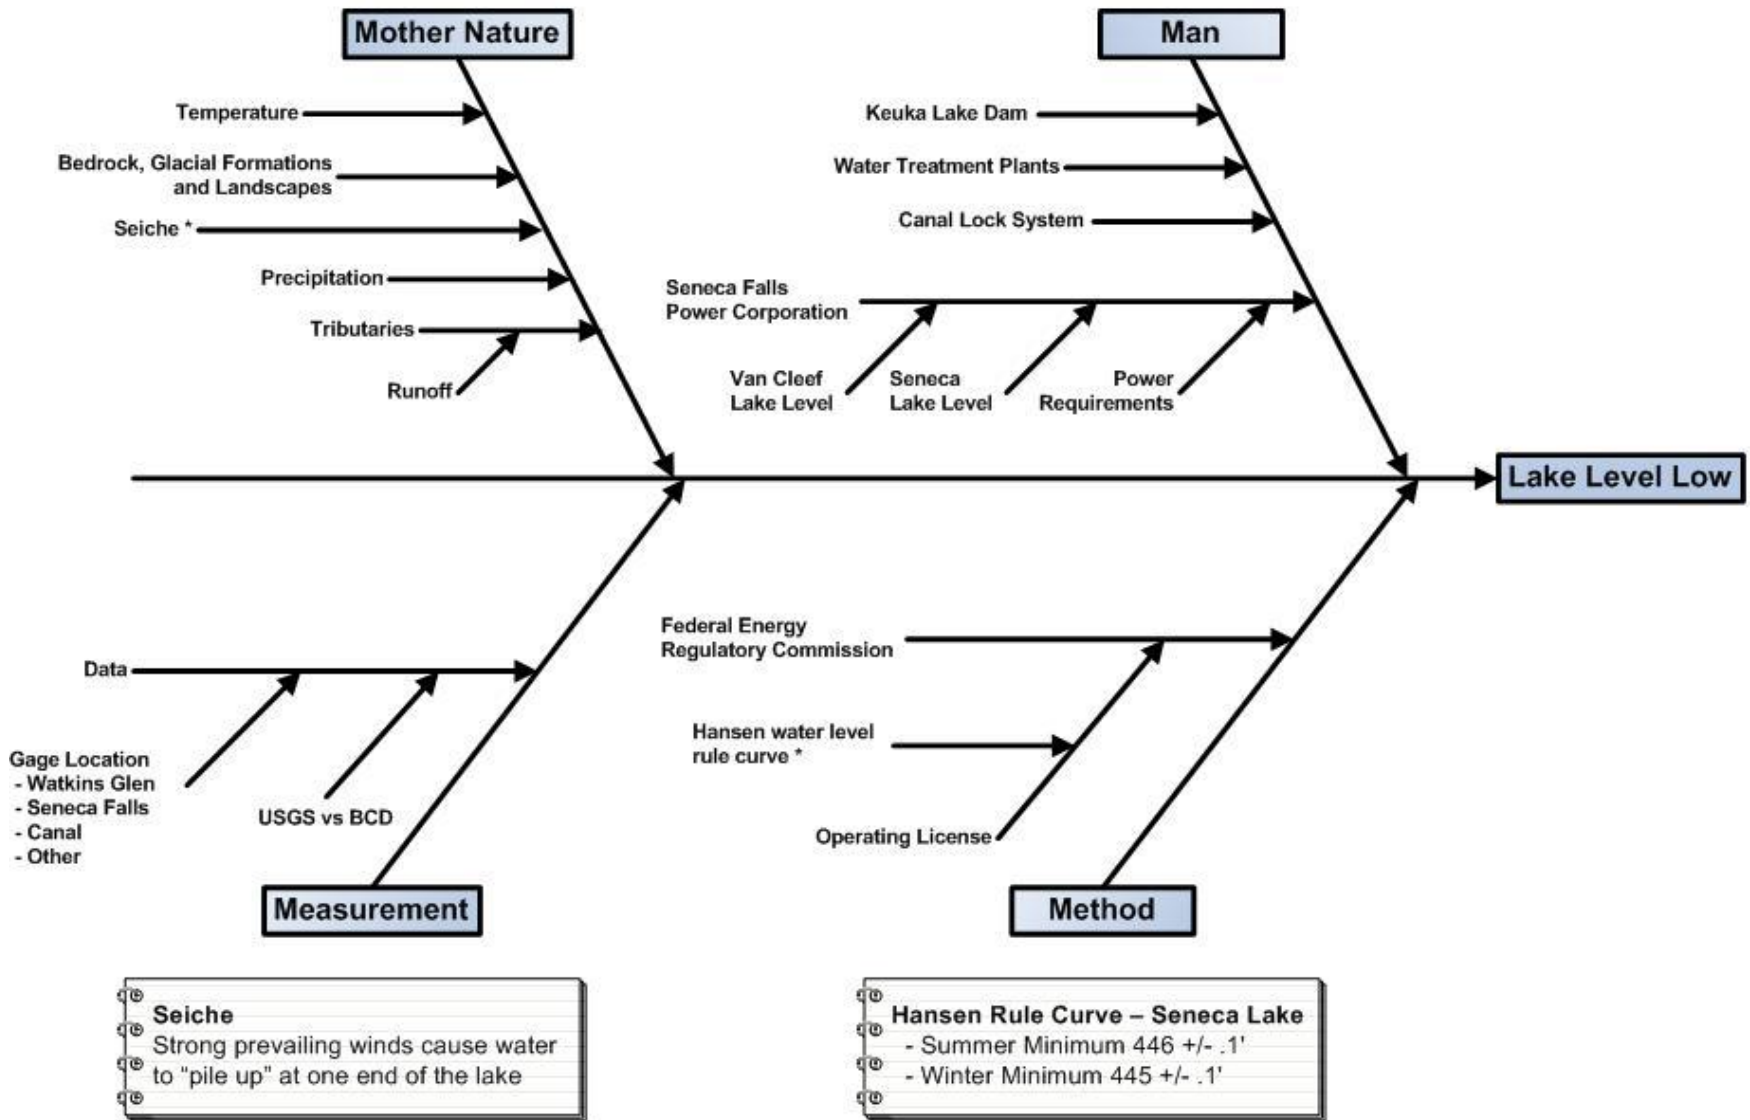 Mother Nature
Man
Temperature
Bedrock, Glacial Formations
and Landscapes
Seiche *
Precipitation
Tributaries
Runoff
Keuka Lake Dam
Water Treatment Plants
Canal Lock System
Seneca Falls
Power Corporation
Van Cleef
Lake Level
Seneca
Lake Level
Power
Requirements
Lake Level Low
Data
Gage Location
- Watkins Glen
- Seneca Falls
- Canal
- Other
USGS vs BCD
Federal Energy
Regulatory Commission
Hansen water level
rule curve *
Operating License
Measurement
Method
Seiche
Strong prevailing winds cause water
to “pile up” at one end of the lake
Hansen Rule Curve – Seneca Lake
- Summer Minimum 446 +/- .1'
- Winter Minimum 445 +/- .1'